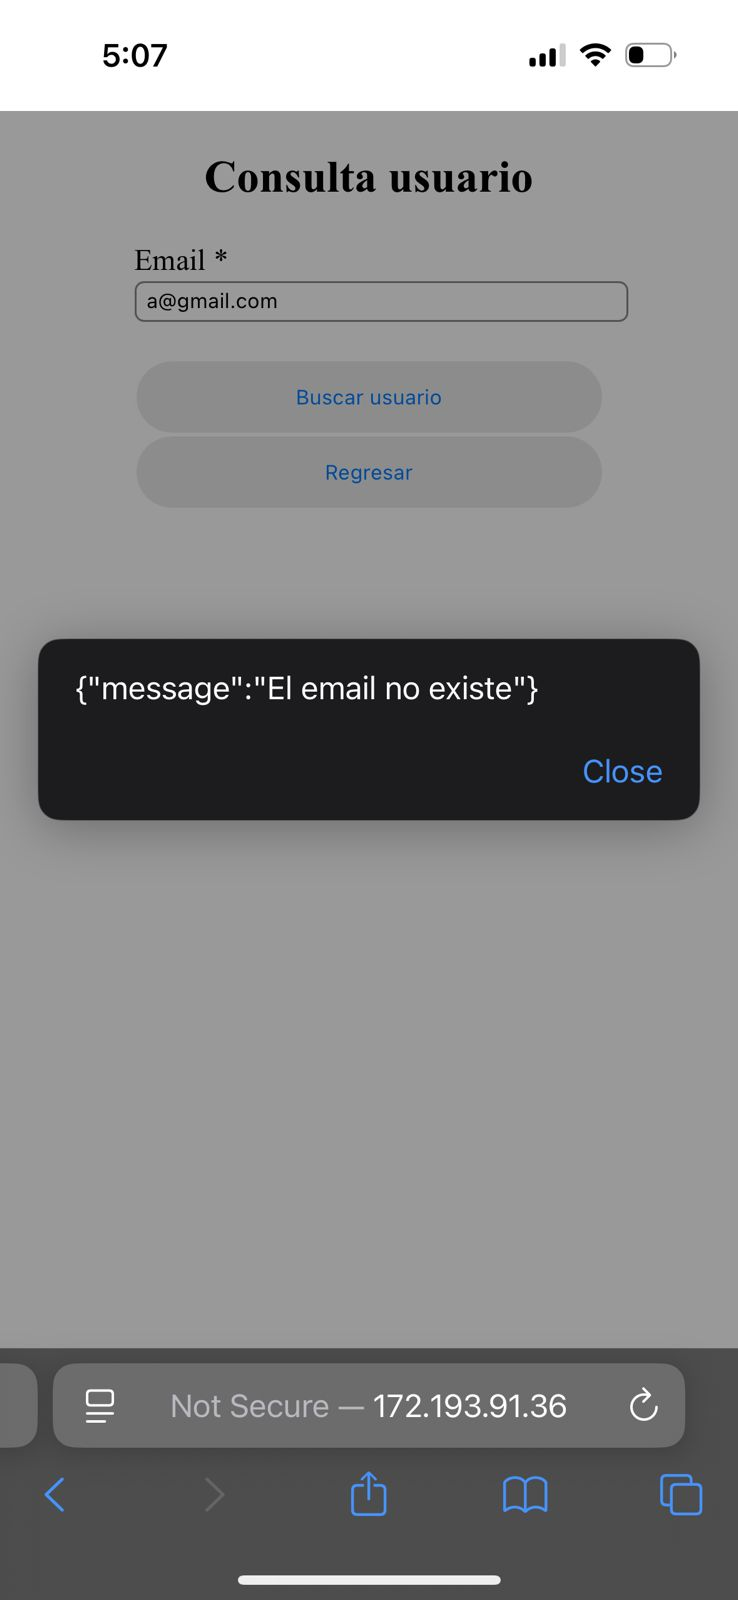 5:07
Consulta usuario
Email *
a@gmail.com
Buscar usuario
Regresar
{"message":"El email no existe"}
Close
Not Secure — 172.193.91.36